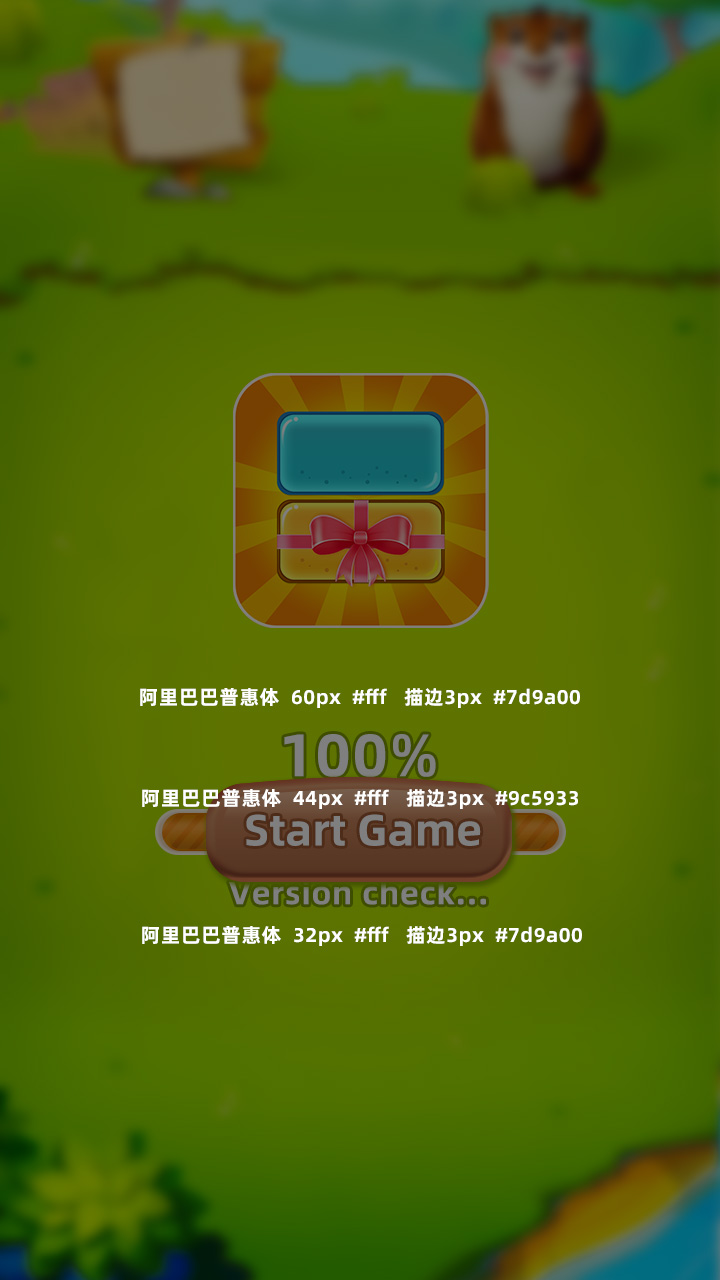 阿里巴巴普惠体 60px #fff 描边3px #7d9a00
100%
阿里巴巴普惠体 44px #fff 描边3px #9c5933
Start Game
Version check...
阿里巴巴普惠体 32px #fff 描边3px #7d9a00